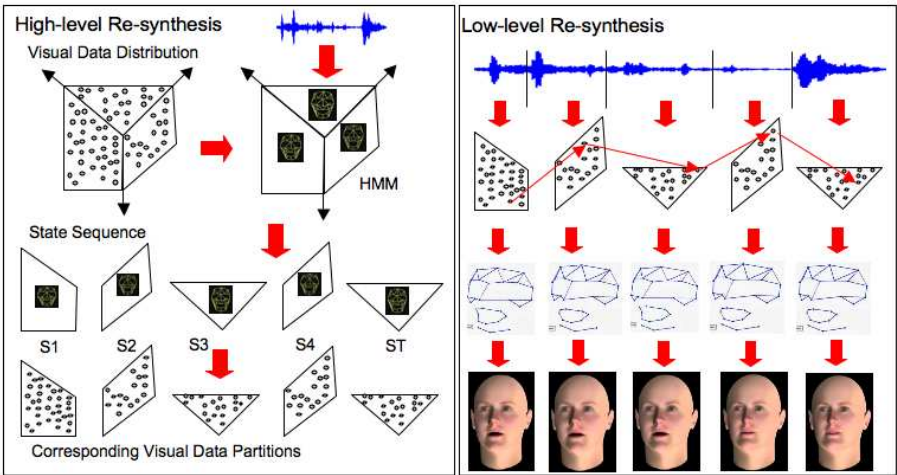 High-level Re-synthesis
Visual Data Distribution
HMM
State Sequence
S1 S2 S3 S4 ST
Corresponding Visual Data Partitions
Low-level Re-synthesis